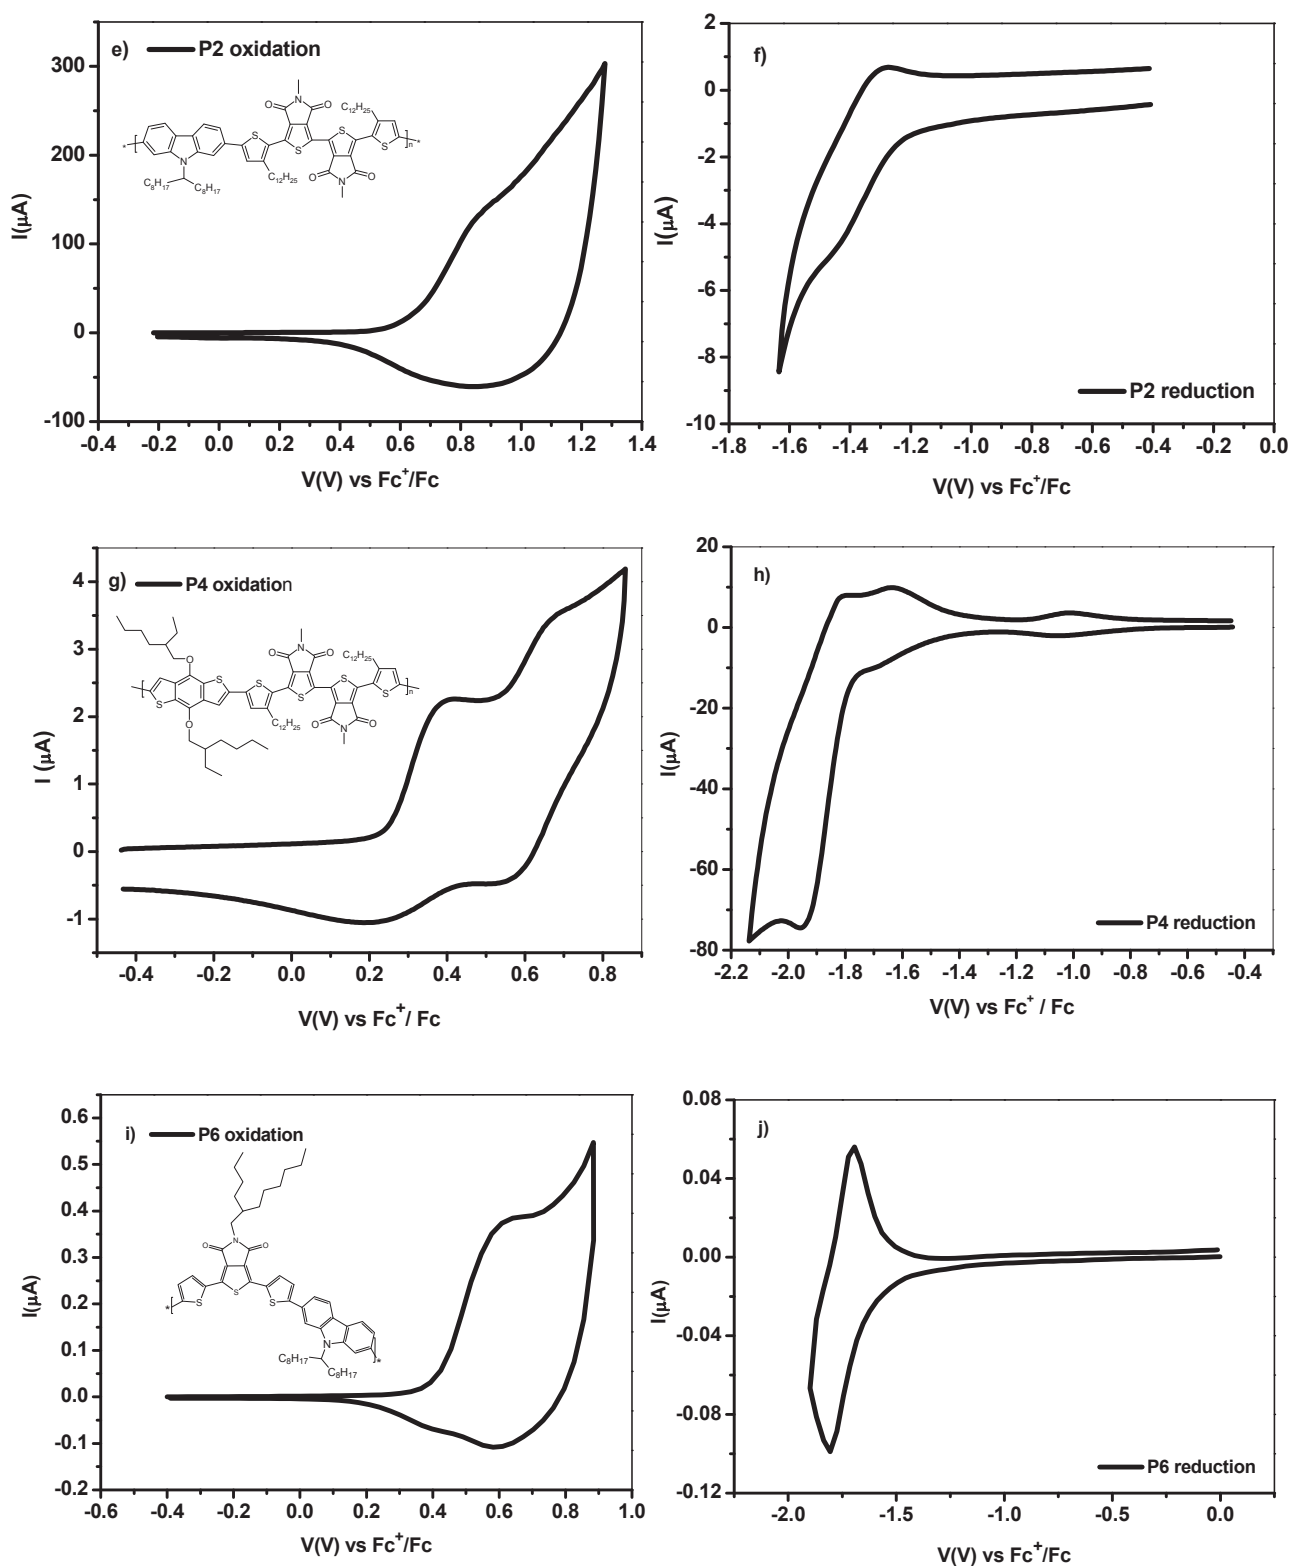 e) P2 oxidation
300
200
100
0
-100
I(µA)
-0.4 -0.2 0.0 0.2 0.4 0.6 0.8 1.0 1.2 1.4
V(V) vs Fc+/Fc
N
O O
C12H25
S S
* [ S S ]n *
N
C8H17 C8H17
C12H25
O O
N
f)
2
0
-2
-4
-6
-8
-10
I(µA)
P2 reduction
-1.8 -1.6 -1.4 -1.2 -1.0 -0.8 -0.6 -0.4 -0.2 0.0
V(V) vs Fc+/Fc
g) P4 oxidation
4
3
2
1
0
-1
I (µA)
N
O O
O
C12H25
S S S
[ ]n
S S S
O
C12H25
O O
N
-0.4 -0.2 0.0 0.2 0.4 0.6 0.8
V(V) vs Fc+/ Fc
h)
20
0
-20
-40
-60
-80
I(µA)
P4 reduction
-2.2 -2.0 -1.8 -1.6 -1.4 -1.2 -1.0 -0.8 -0.6 -0.4
V(V) vs Fc+ / Fc
i) P6 oxidation
0.6
0.5
0.4
0.3
0.2
0.1
0.0
-0.1
-0.2
I(µA)
N
O O
* [ S S S
N
C8H17 C8H17
] *
-0.6 -0.4 -0.2 0.0 0.2 0.4 0.6 0.8 1.0
V(V) vs Fc+/Fc
j)
0.08
0.04
0.00
-0.04
-0.08
-0.12
I(µA)
P6 reduction
-2.0 -1.5 -1.0 -0.5 0.0
V(V) vs Fc+/Fc